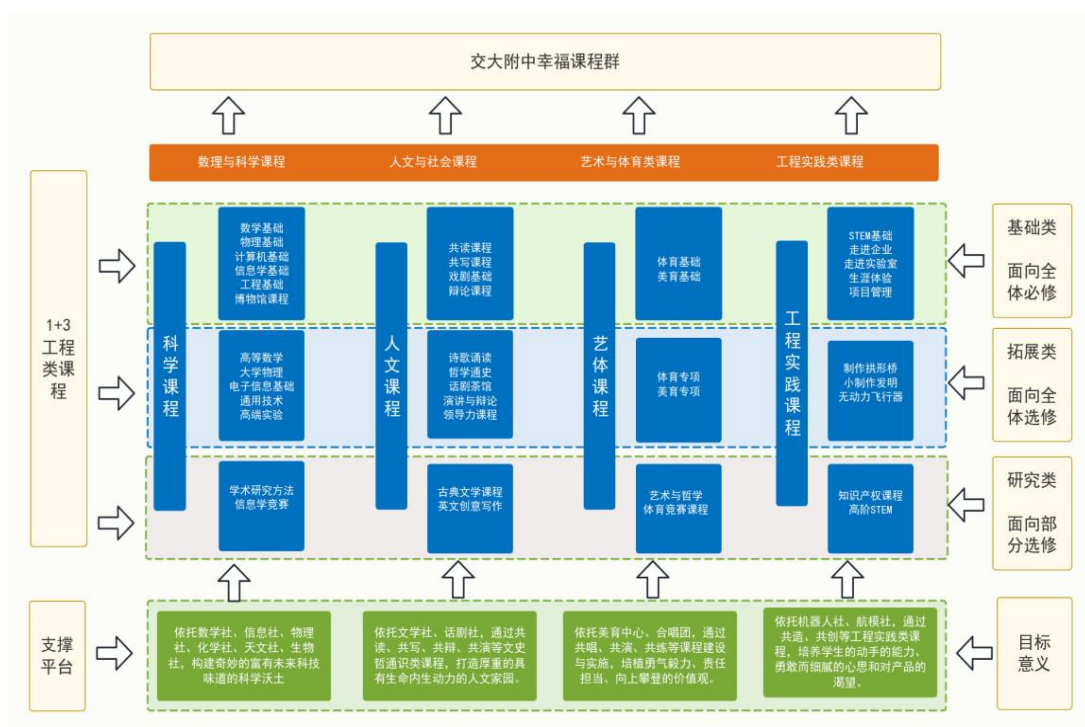 交大附中幸福课程群
数理与科学课程
人文与社会课程
艺术与体育类课程
工程实践类课程
1+3
工程
类课
程
科学课程
数学基础
物理基础
计算机基础
信息学基础
工程基础
博物馆课程
人文课程
共读课程
共写课程
戏剧基础
辩论课程
艺体课程
体育基础
美育基础
工程实践课程
STEM基础
走进企业
走进实验室
生涯体验
项目管理
基础类
面向全
体必修
高等数学
大学物理
电子信息基础
通用技术
高端实验
诗歌诵读
哲学通史
话剧茶馆
演讲与辩论
领导力课程
体育专项
美育专项
制作拱形桥
小制作发明
无动力飞行器
拓展类
面向全
体选修
学术研究方法
信息学竞赛
古典文学课程
英文创意写作
艺术与哲学
体育竞赛课程
知识产权课程
高阶STEM
研究类
面向部
分选修
支撑
平台
依托数学社、信息社、物理
社、化学社、天文社、生物
社，构建奇妙的富有未来科技
味道的科学沃土
依托文学社、话剧社，通过共
读、共写、共辩、共演等文史
哲通识类课程，打造厚重的具
有生命内生动力的人文家园。
依托美育中心、合唱团，通过
共唱、共演、共练等课程建设
与实施，培植勇气毅力、责任
担当、向上攀登的价值观。
依托机器人社、航模社，通过
共造、共创等工程实践类课
程，培养学生的动手的能力、
勇敢而细腻的心思和对产品的
渴望。
目标
意义